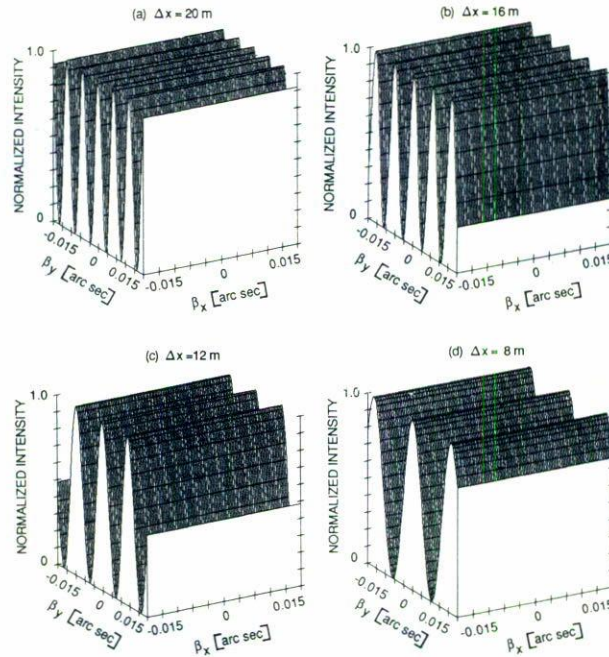 (a) Δx = 20 m
NORMALIZED INTENSITY
1.0
0
-0.015
0
0.015
βy [arc sec]
-0.015
0
0.015
βx [arc sec]
(b) Δx = 16 m
NORMALIZED INTENSITY
1.0
0
-0.015
0
0.015
βy [arc sec]
-0.015
0
0.015
βx [arc sec]
(c) Δx =12 m
NORMALIZED INTENSITY
1.0
0
-0.015
0
0.015
βy [arc sec]
-0.015
0
0.015
βx [arc sec]
(d) Δx = 8 m
NORMALIZED INTENSITY
1.0
0
-0.015
0
0.015
βy [arc sec]
-0.015
0
0.015
βx [arc sec]